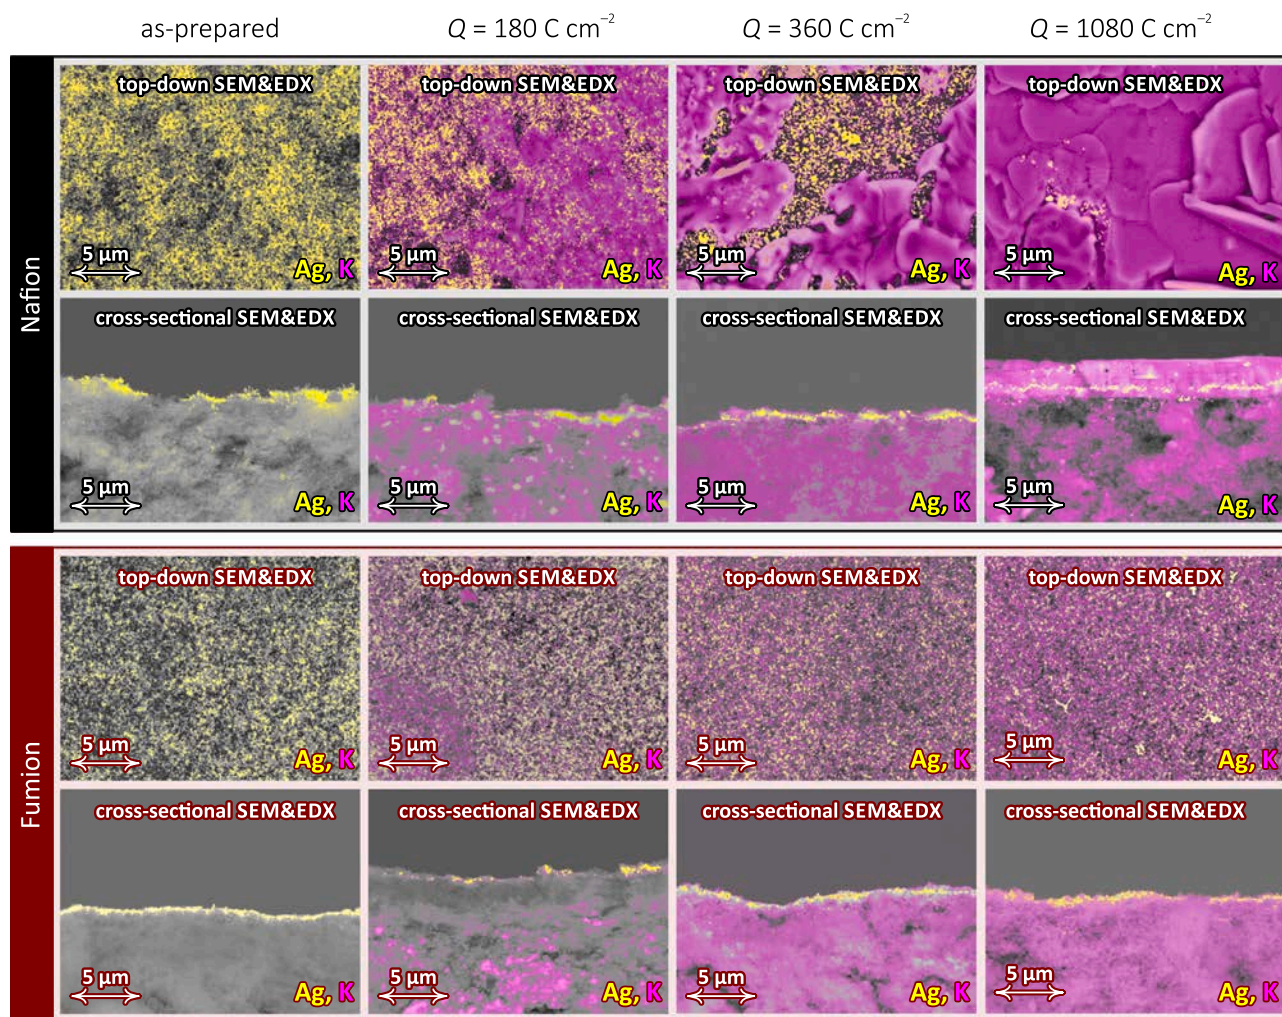 as-prepared Q = 180 C cm⁻² Q = 360 C cm⁻² Q = 1080 C cm⁻²
Nafion
top-down SEM&EDX top-down SEM&EDX top-down SEM&EDX top-down SEM&EDX
5 µm Ag, K 5 µm Ag, K 5 µm Ag, K 5 µm Ag, K
cross-sectional SEM&EDX cross-sectional SEM&EDX cross-sectional SEM&EDX cross-sectional SEM&EDX
5 µm Ag, K 5 µm Ag, K 5 µm Ag, K 5 µm Ag, K
Fumion
top-down SEM&EDX top-down SEM&EDX top-down SEM&EDX top-down SEM&EDX
5 µm Ag, K 5 µm Ag, K 5 µm Ag, K 5 µm Ag, K
cross-sectional SEM&EDX cross-sectional SEM&EDX cross-sectional SEM&EDX cross-sectional SEM&EDX
5 µm Ag, K 5 µm Ag, K 5 µm Ag, K 5 µm Ag, K